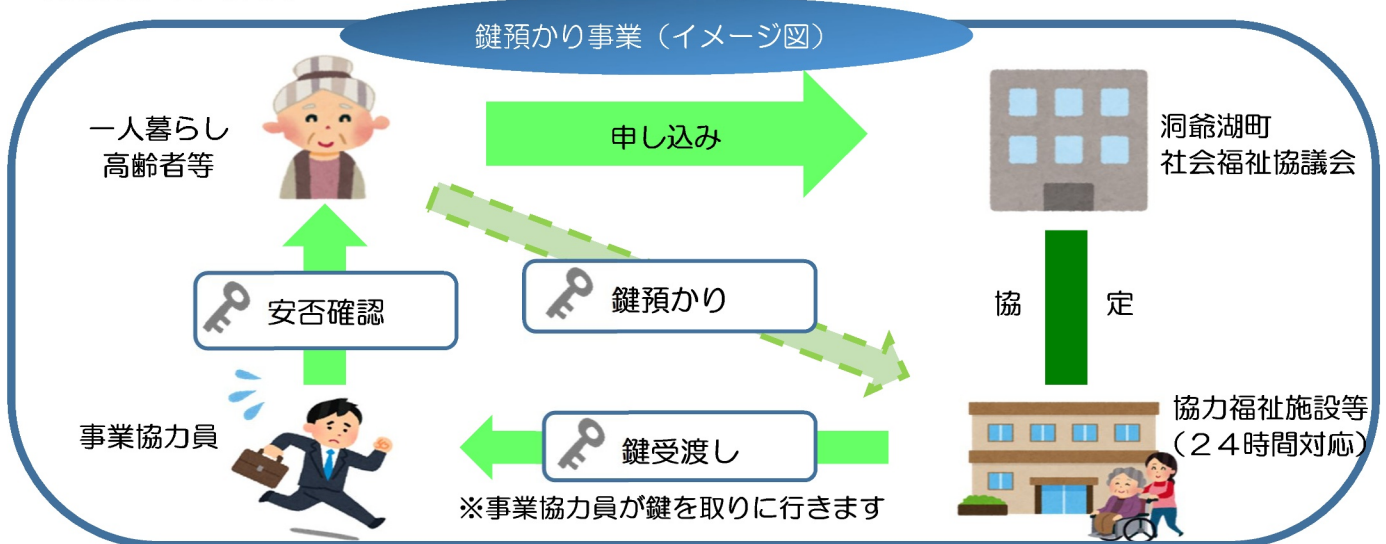 鍵預かり事業（イメージ図）
一人暮らし
高齢者等
申し込み
洞爺湖町
社会福祉協議会
安否確認
鍵預かり
協　定
事業協力員
鍵受渡し
※事業協力員が鍵を取りに行きます
協力福祉施設等
（２４時間対応）